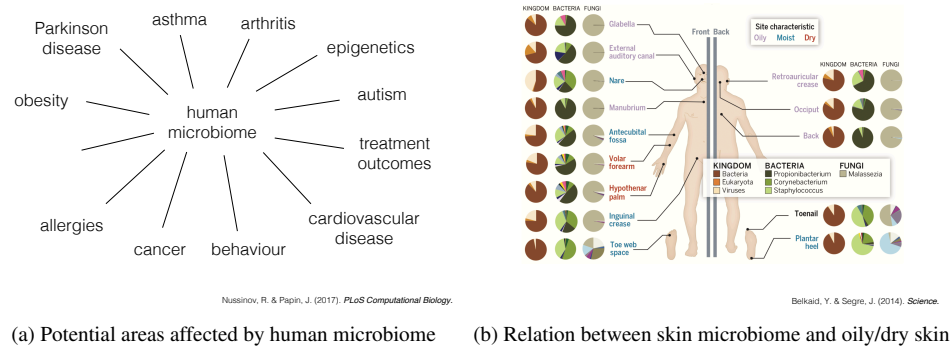 Parkinson
disease
asthma
arthritis
epigenetics
obesity
autism
human
microbiome
treatment
outcomes
allergies
cardiovascular
disease
cancer
behaviour
Nussinov, R. & Papin, J. (2017). PLoS Computational Biology.
(a) Potential areas affected by human microbiome
KINGDOM BACTERIA FUNGI
Glabella
External
auditory canal
Nare
Manubrium
Antecubital
fossa
Volar
forearm
Hypothenar
palm
Inguinal
crease
Toe web
space
Front Back
Site characteristic
Oily Moist Dry
KINGDOM BACTERIA FUNGI
Retroauricular
crease
Occiput
Back
KINGDOM BACTERIA FUNGI
Bacteria Propionibacterium Malassezia
Eukaryota Corynebacterium
Viruses Staphylococcus
Toenail
Plantar
heel
Belkaid, Y. & Segre, J. (2014). Science.
(b) Relation between skin microbiome and oily/dry skin